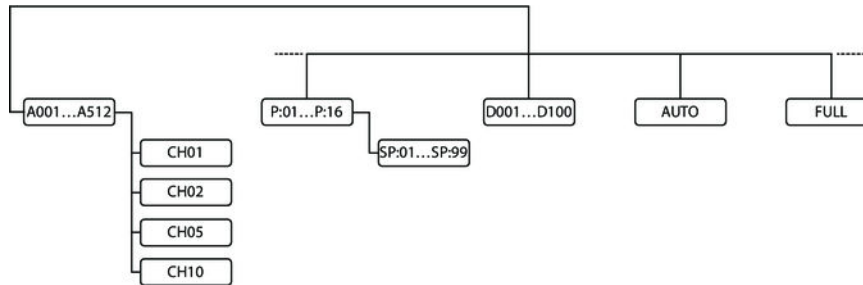 A001...A512
P:01...P:16
D001...D100
AUTO
FULL
CH01
SP:01...SP:99
CH02
CH05
CH10